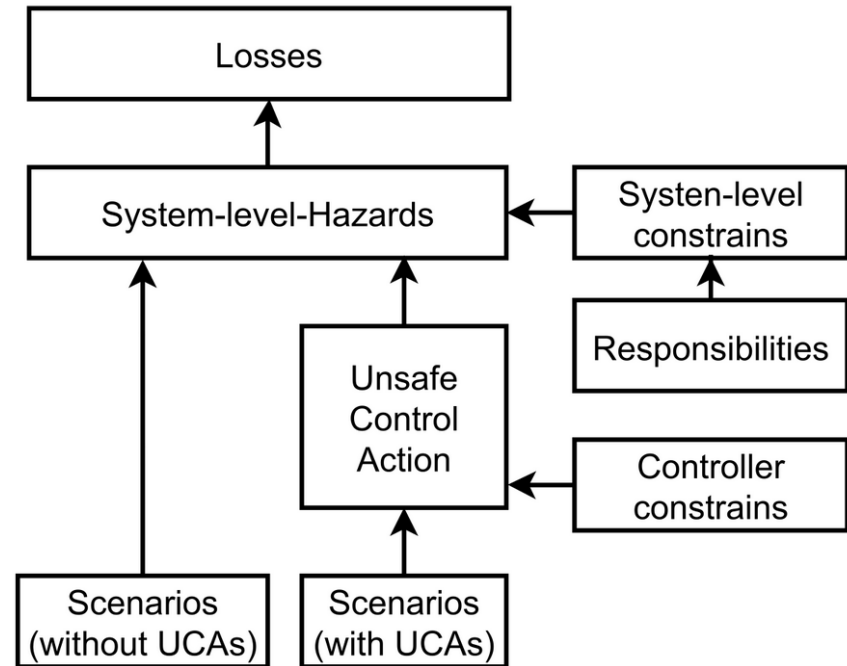 Losses
System-level-Hazards
Systen-level
constrains
Responsibilities
Unsafe
Control
Action
Controller
constrains
Scenarios
(without UCAs)
Scenarios
(with UCAs)